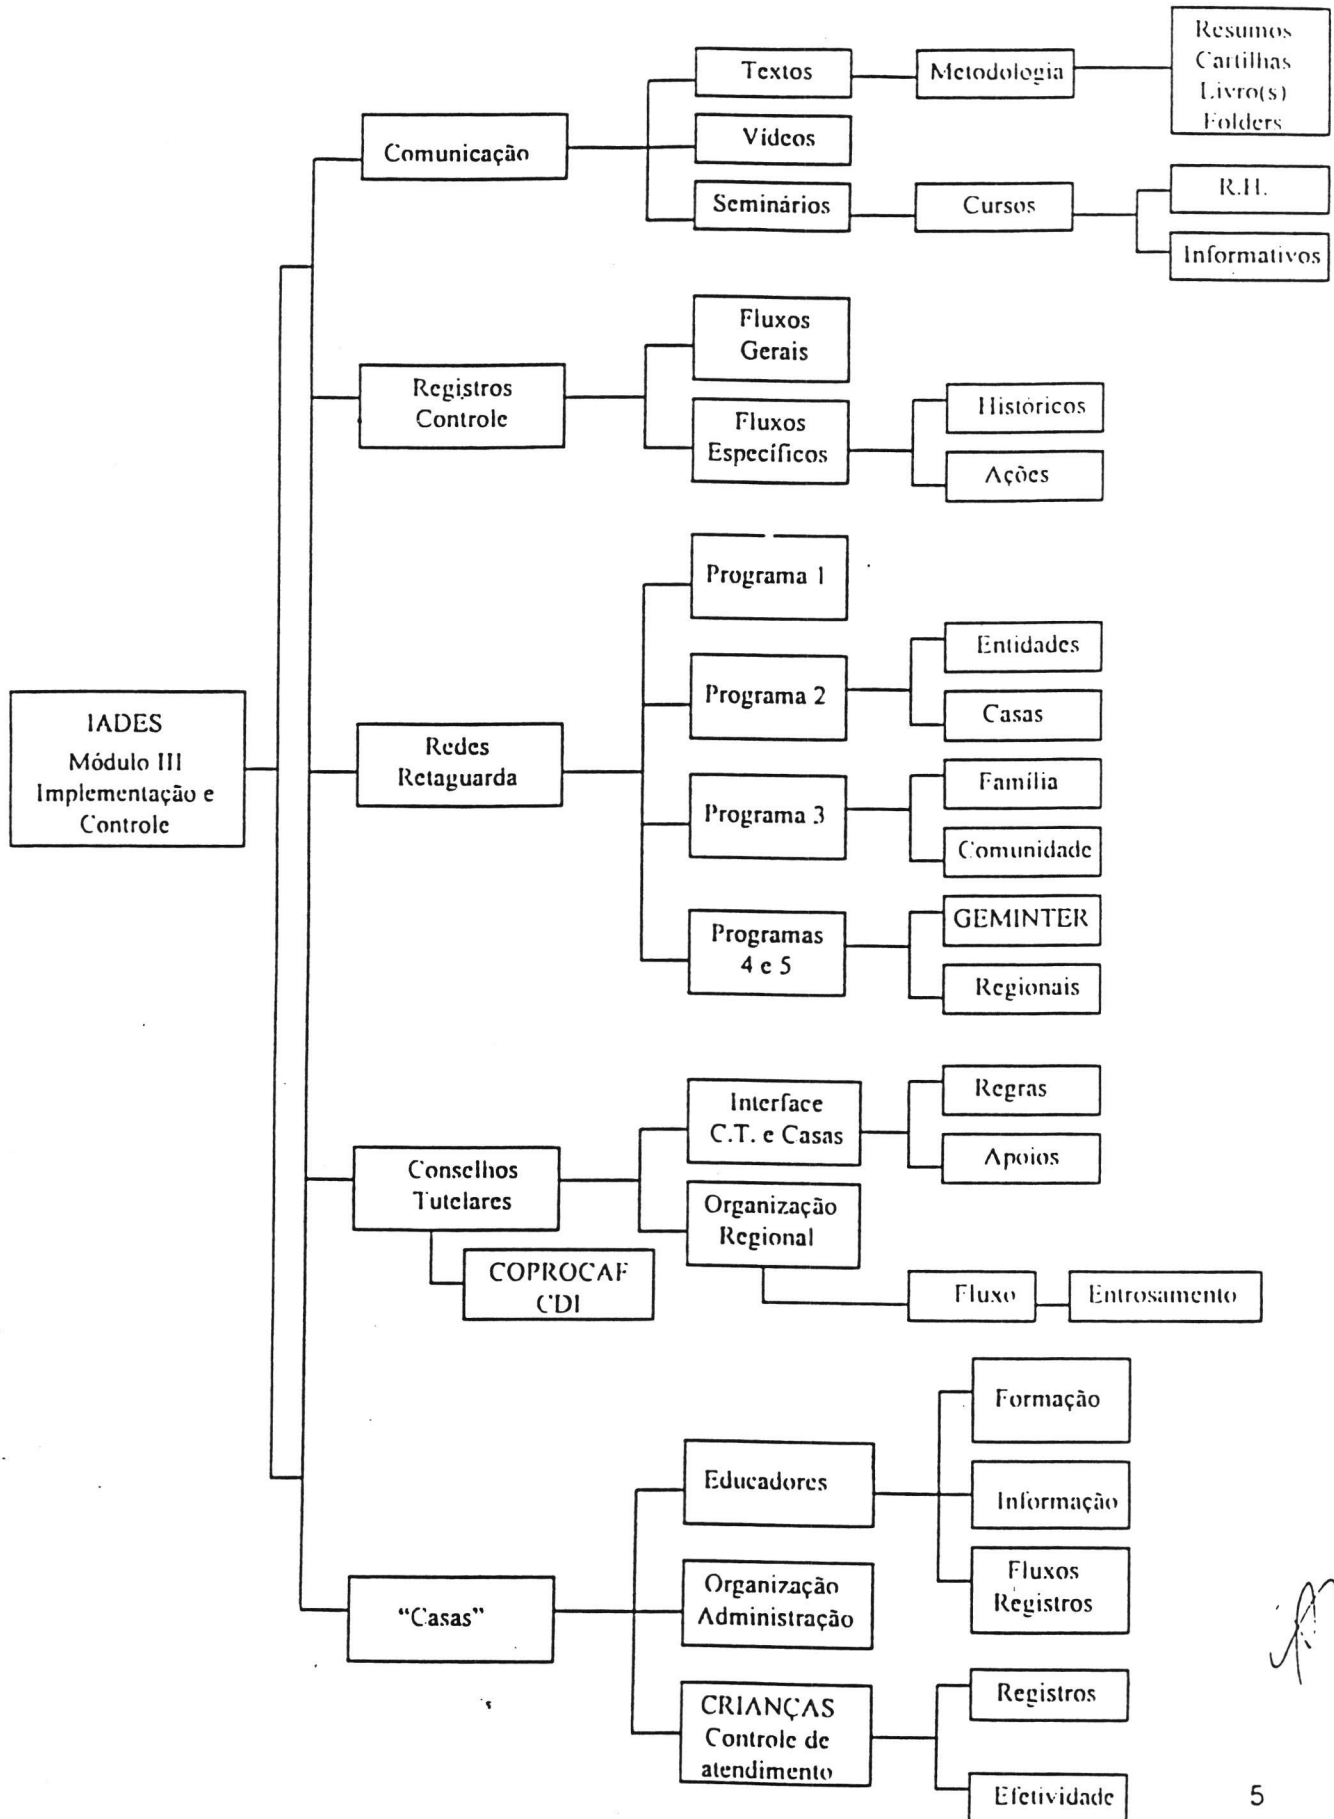 Resumos
Cartilhas
Livro(s)
Folders
Textos
Metodologia
Comunicação
Vídeos
Seminários
Cursos
R.H.
Informativos
Fluxos
Gerais
Registros
Controle
Fluxos
Específicos
Históricos
Ações
Programa 1
Programa 2
Entidades
Casas
IADES
Módulo III
Implementação e
Controle
Redes
Retaguarda
Programa 3
Família
Comunidade
Programas
4 e 5
GEMINTER
Regionais
Interface
C.T. e Casas
Regras
Apoios
Conselhos
Tutelares
Organização
Regional
COPROCAF
CDI
Fluxo
Entrosamento
Educadores
Formação
Informação
Fluxos
Registros
"Casas"
Organização
Administração
CRIANÇAS
Controle de
atendimento
Registros
Efetividade
5